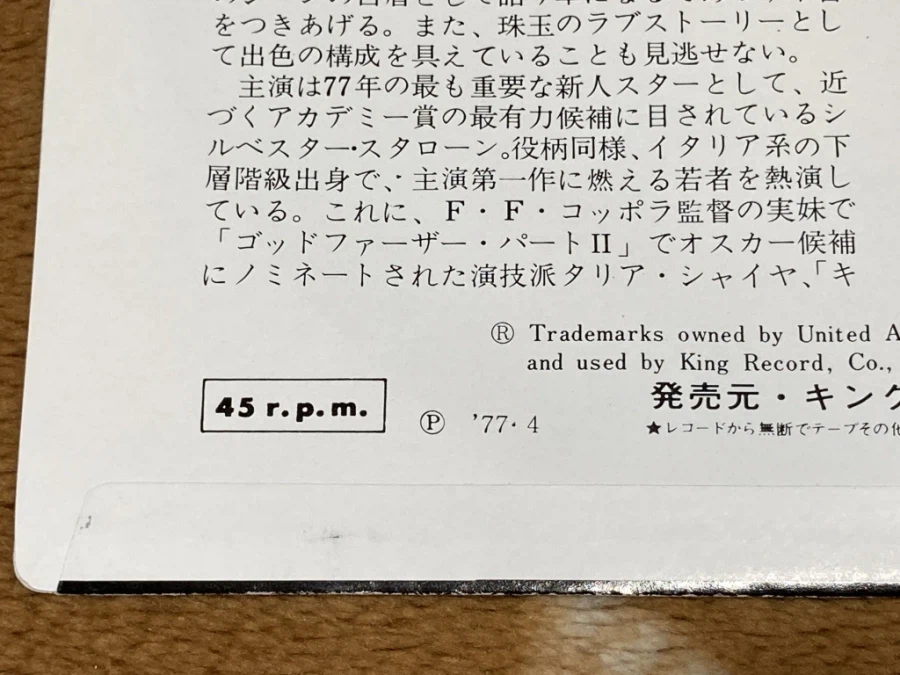 をつきあげる。また、珠玉のラブストーリーとし
て出色の構成を具えていることも見逃せない。
主演は77年の最も重要な新人スターとして、近
づくアカデミー賞の最有力候補に目されているシ
ルベスター・スタローン。役柄同様、イタリア系の下
層階級出身で、主演第一作に燃える若者を熱演し
ている。これに、F・F・コッポラ監督の実妹で
「ゴッドファーザー・パートII」でオスカー候補
にノミネートされた演技派タリア・シャイヤ、「キ
Ⓡ Trademarks owned by United A
and used by King Record, Co.,
45 r.p.m.
Ⓟ '77・4
発売元・キング
★レコードから無断でテープその他